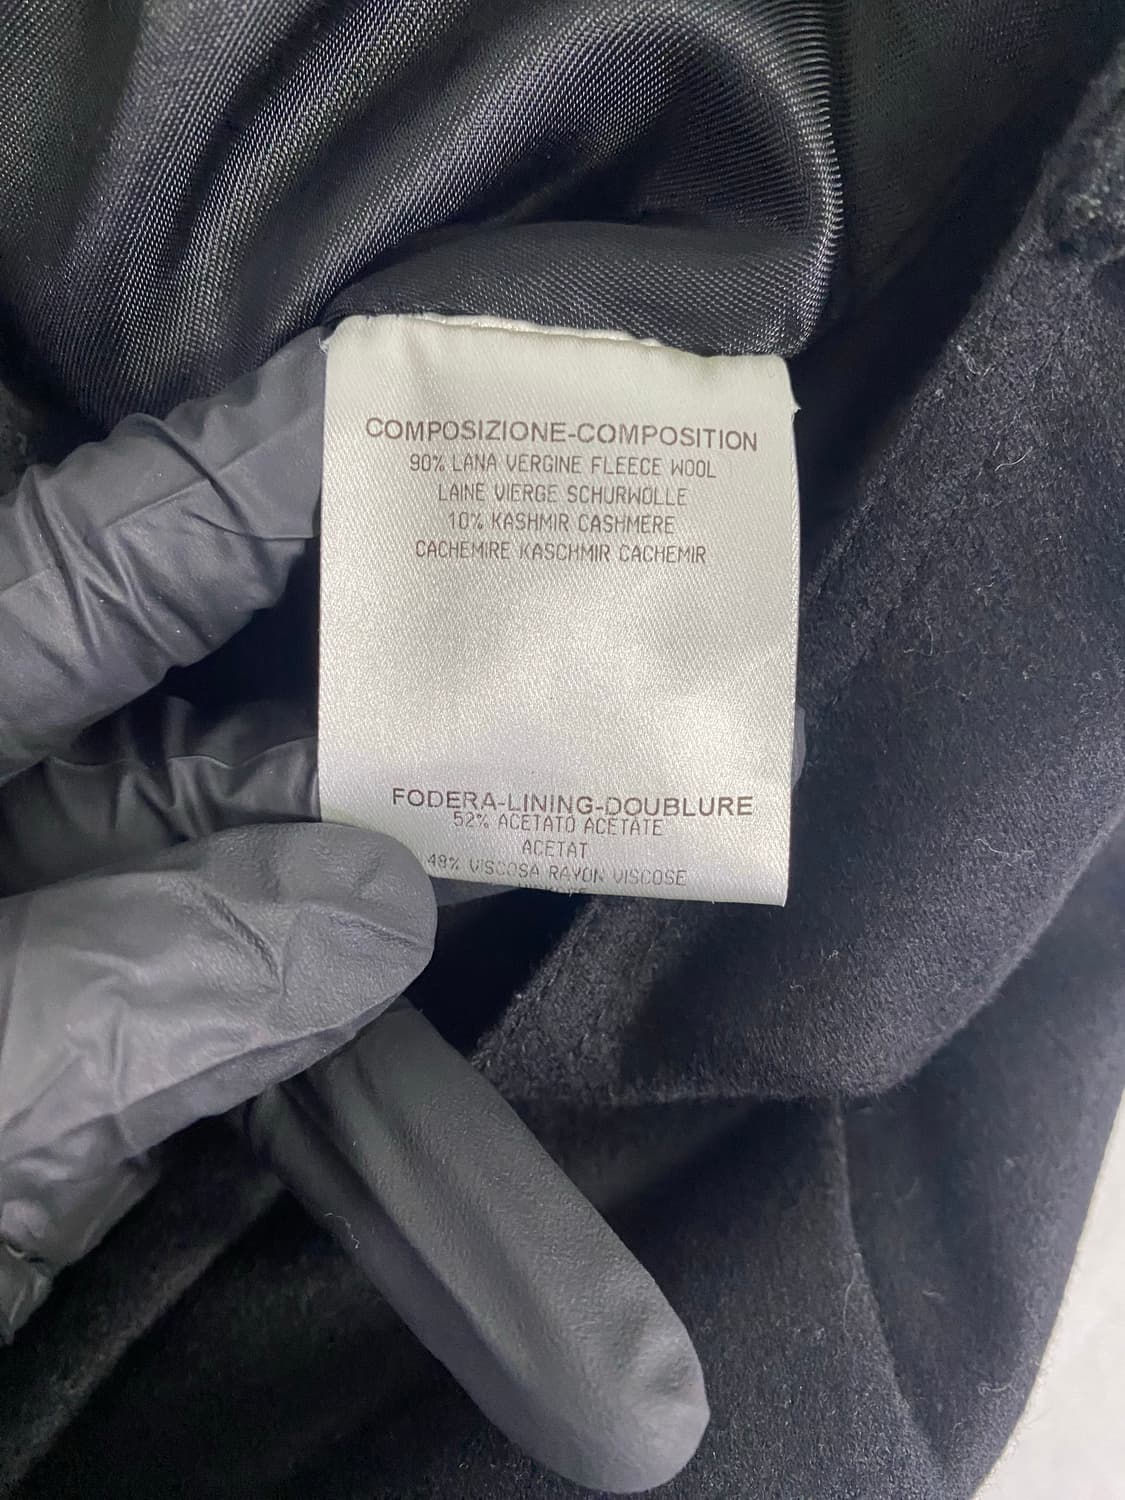 COMPOSIZIONE-COMPOSITION
90% LANA VERGINE FLEECE WOOL
LAINE VIERGE SCHURWOLLE
10% KASHMIR CASHMERE
CACHEMIRE KASCHMIR CACHEMIR
FODERA-LINING-DOUBLURE
52% ACETATO ACETATE
ACETAT
48% VISCOSA RAYON VISCOSE